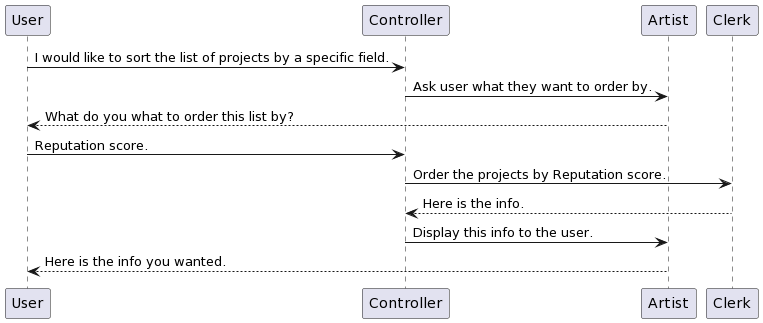 User Controller Artist Clerk
I would like to sort the list of projects by a specific field.
Ask user what they want to order by.
What do you what to order this list by?
Reputation score.
Order the projects by Reputation score.
Here is the info.
Display this info to the user.
Here is the info you wanted.
User Controller Artist Clerk